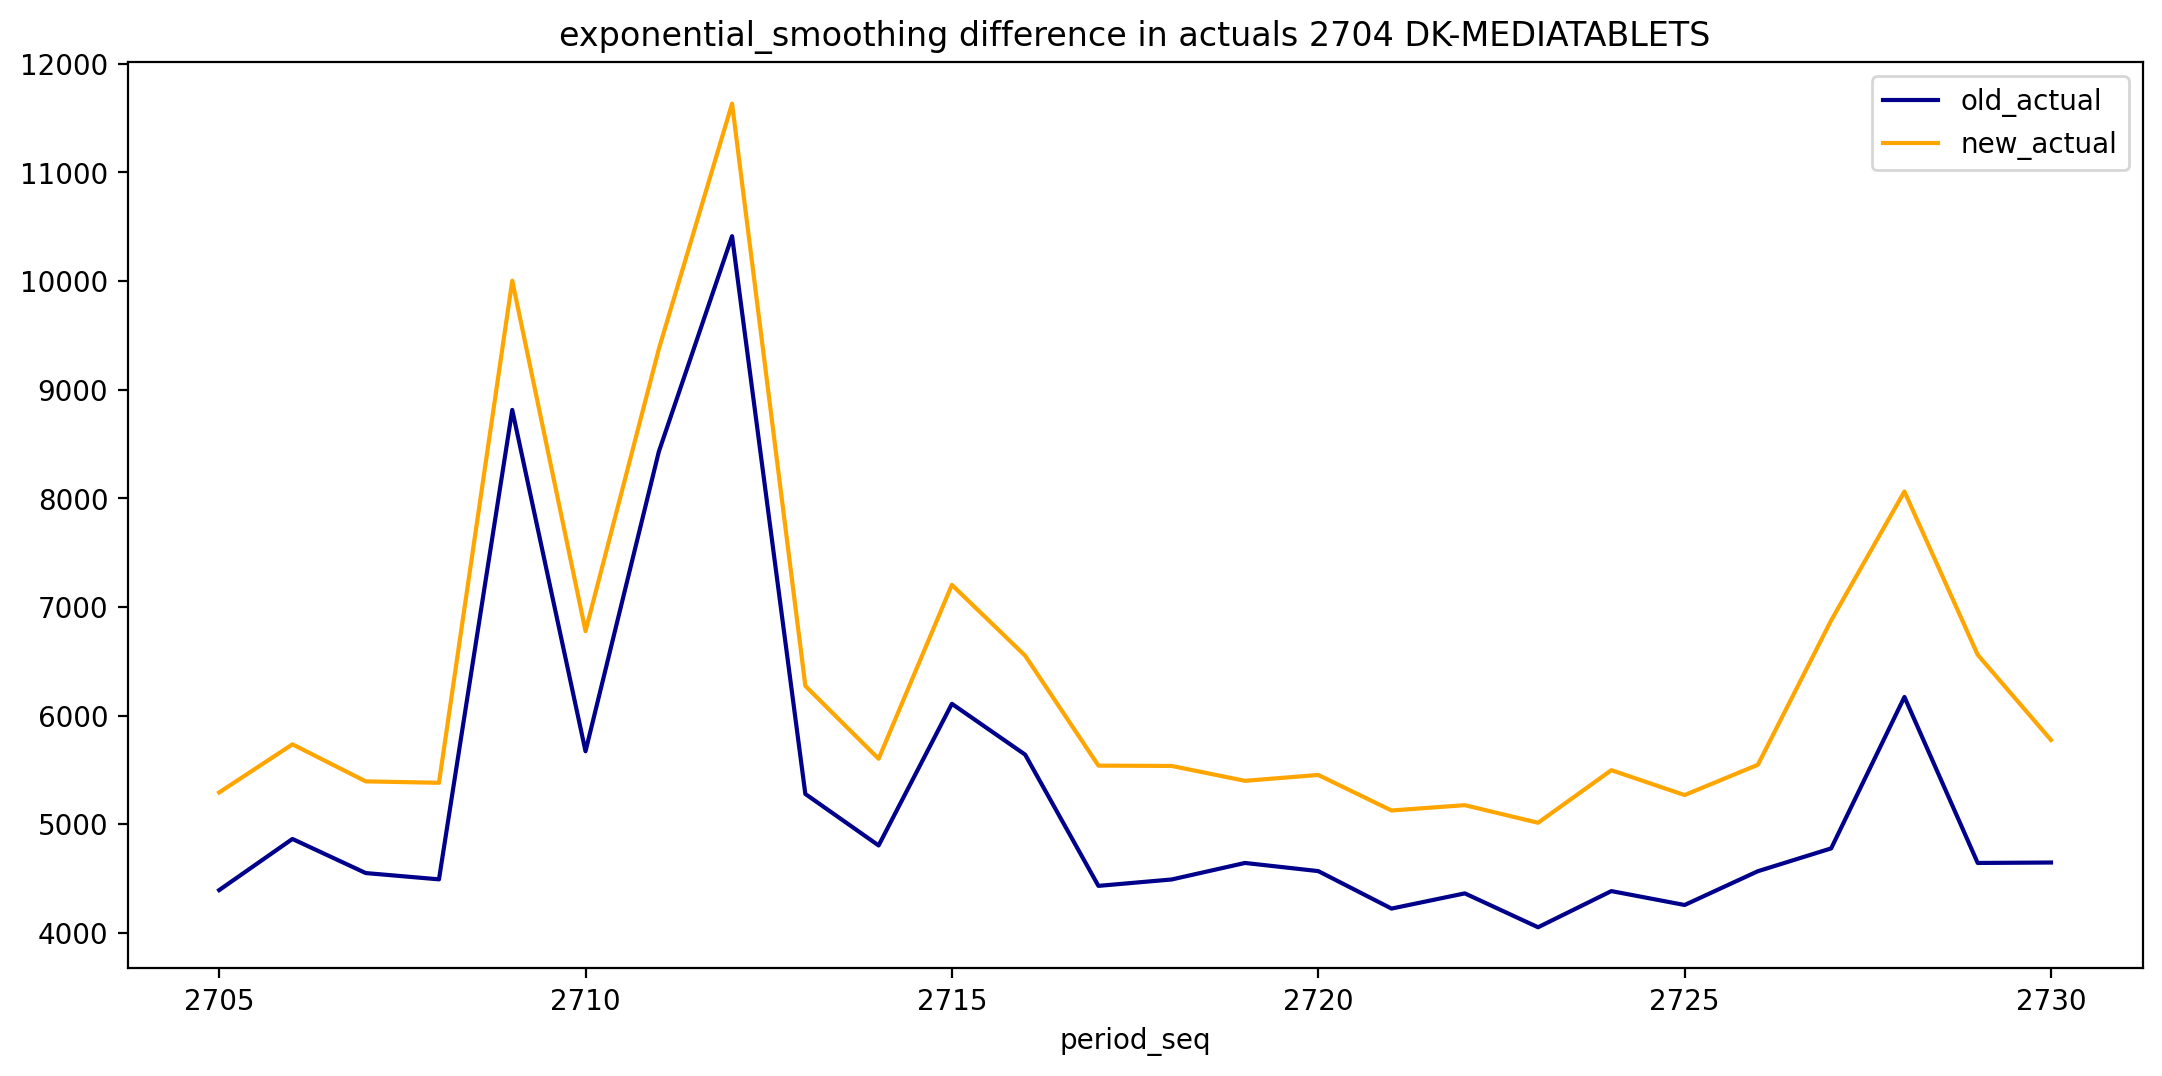 exponential_smoothing difference in actuals 2704 DK-MEDIATABLETS
old_actual
new_actual
12000
11000
10000
9000
8000
7000
6000
5000
4000
2705 2710 2715 2720 2725 2730
period_seq